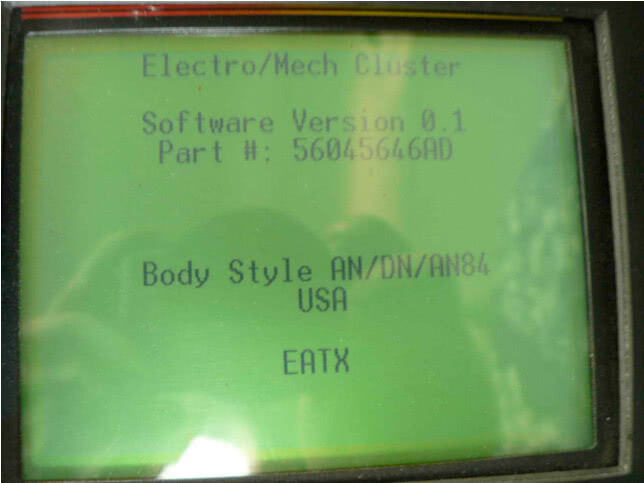 Electro/Mech Cluster
Software Version 0.1
Part #: 56045646AD
Body Style AN/DN/AN84
USA
EATX